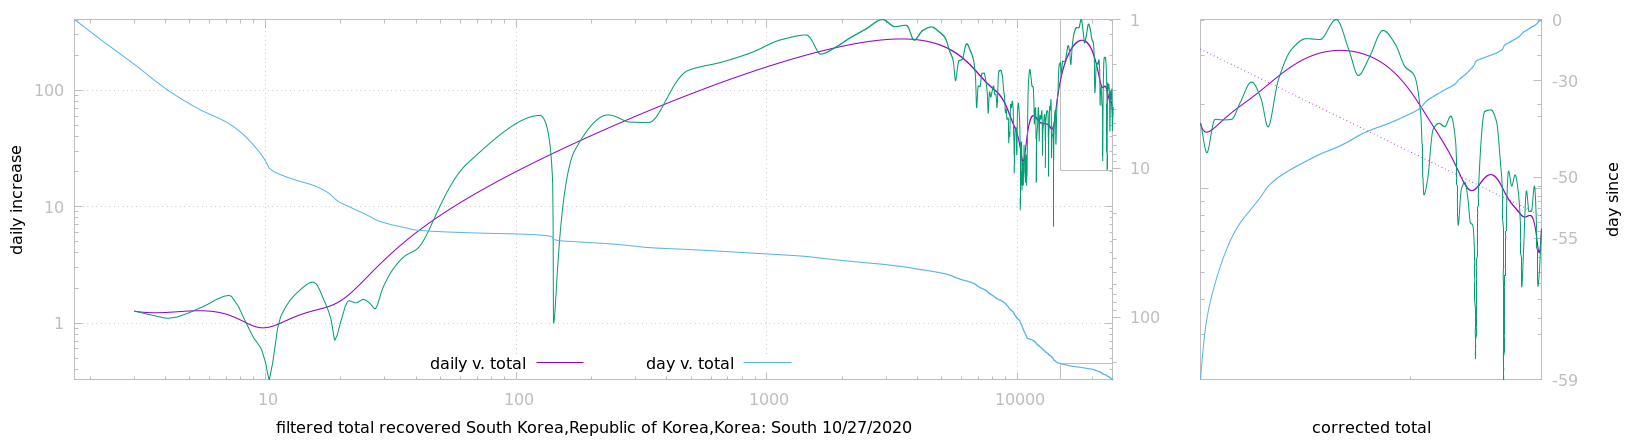 daily increase
100
10
1
10
100
1000
10000
1
10
100
daily v. total
day v. total
filtered total recovered South Korea,Republic of Korea,Korea: South 10/27/2020
0
-30
-50
-55
-59
day since
corrected total